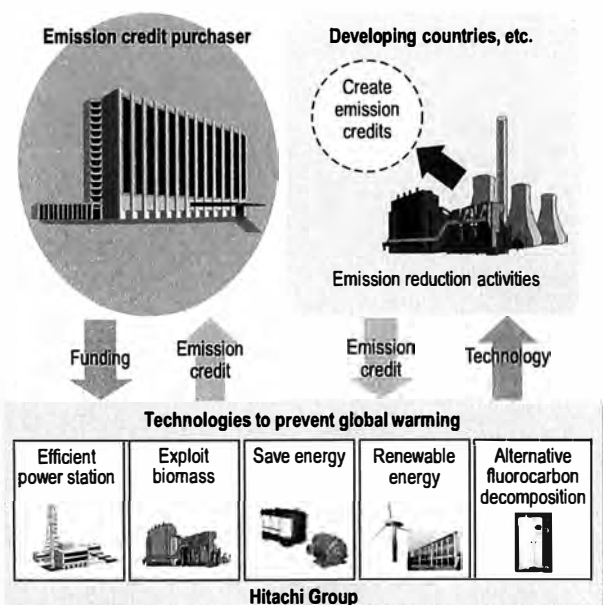 Emission credit purchaser
Developing countries, etc.
Create
emission
credits
Emission reduction activities
Funding
Emission
credit
Emission
credit
Technology
Technologies to prevent global warming
Efficient
power station
Exploit
biomass
Save energy
Renewable
energy
Alternative
fluorocarbon
decomposition
Hitachi Group